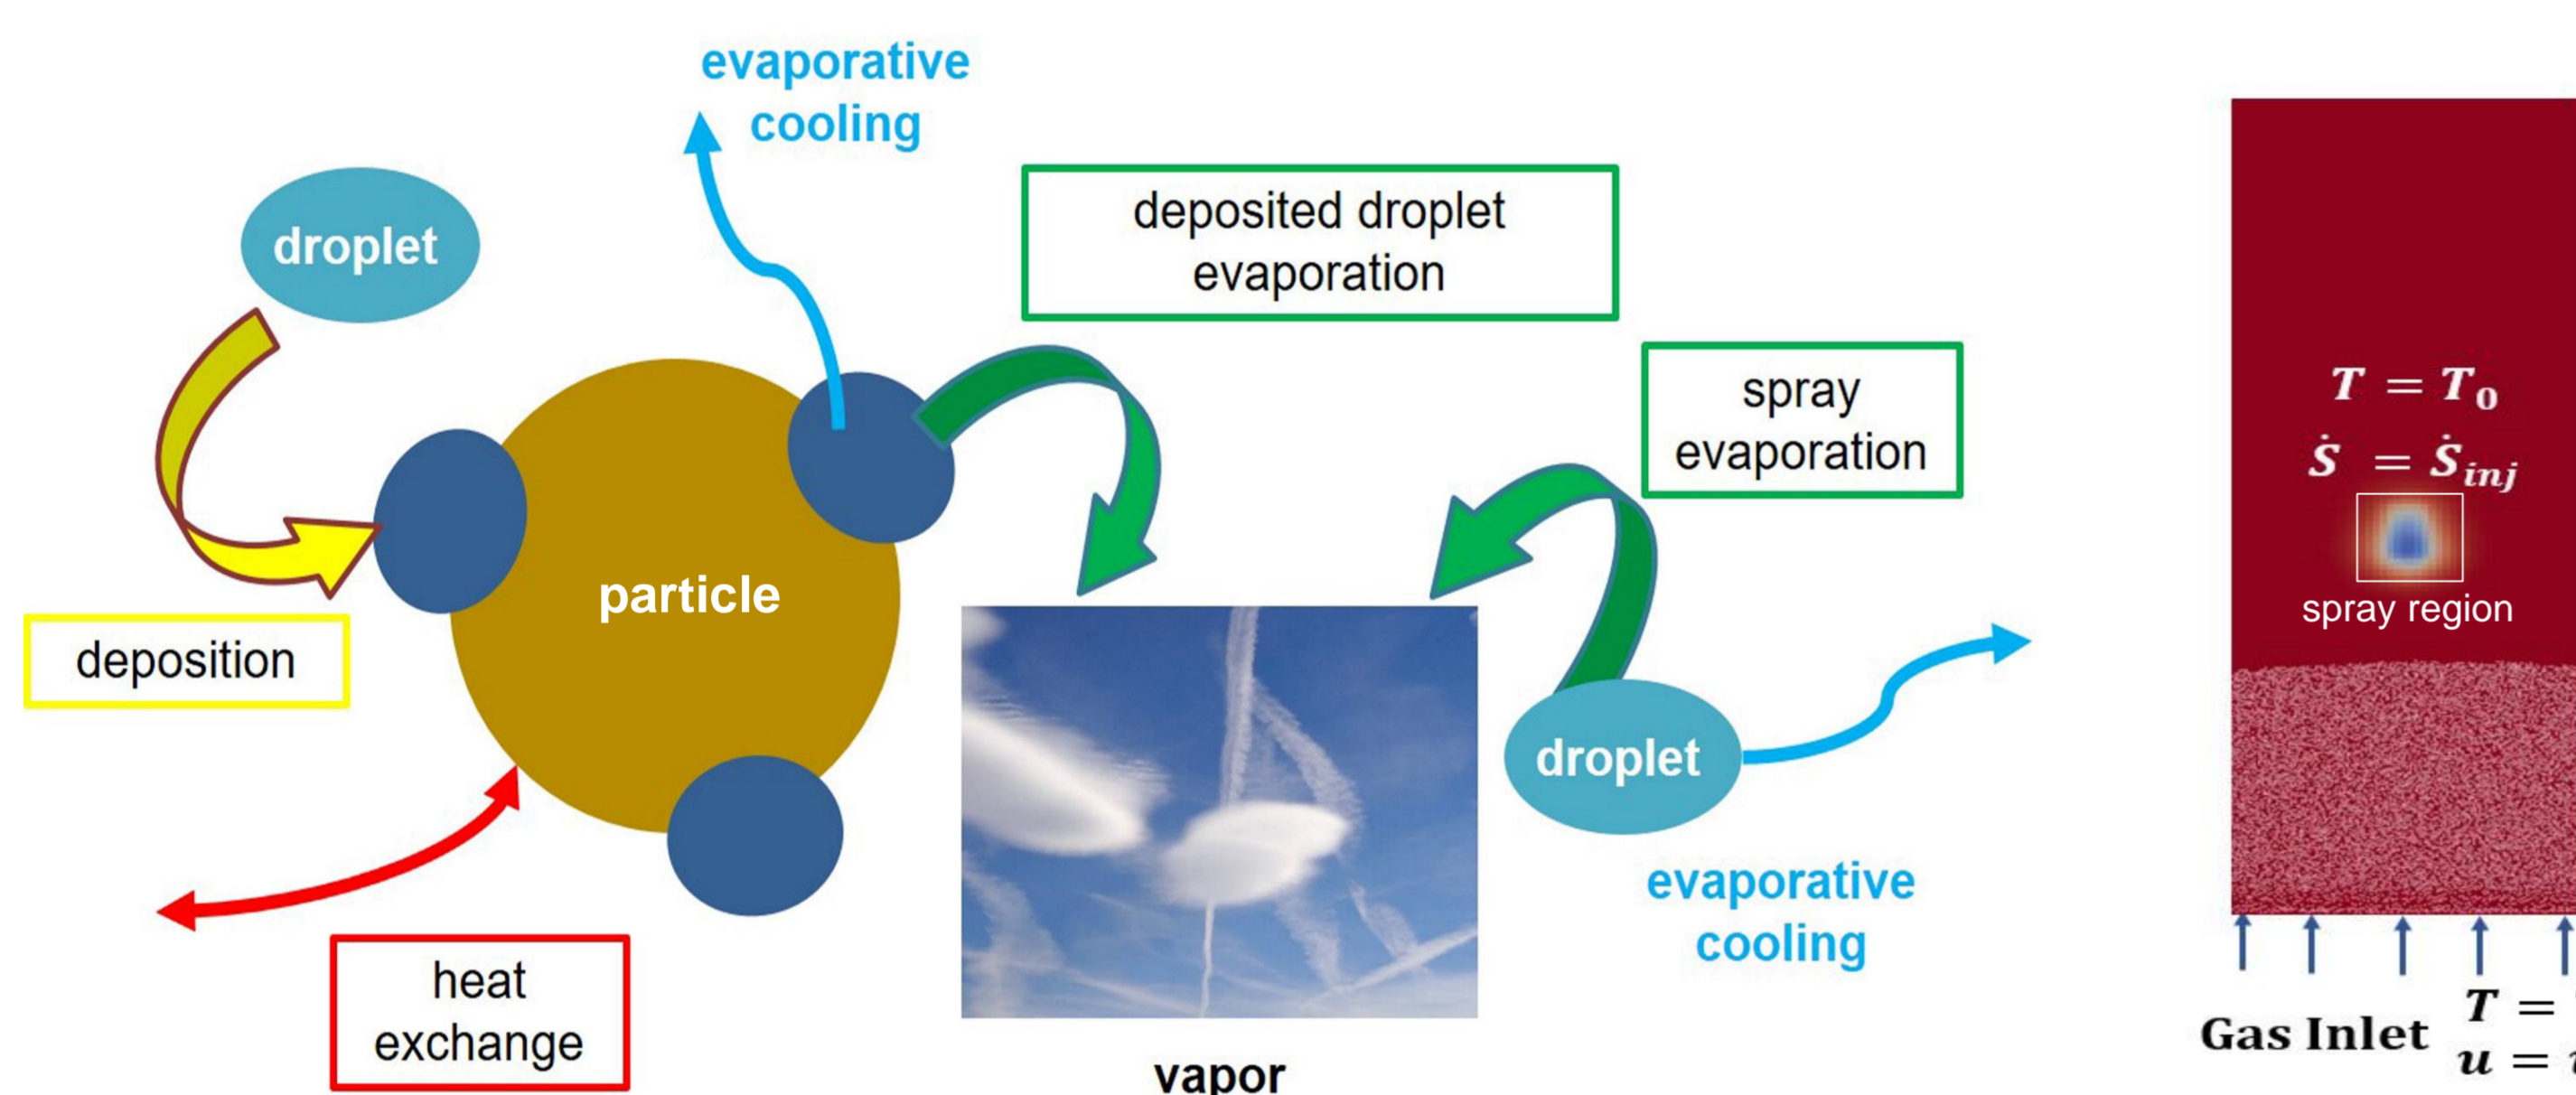 evaporative
cooling
droplet
deposited droplet
evaporation
spray
evaporation
particle
deposition
droplet
evaporative
cooling
heat
exchange
vapor
T = T₀
Ṡ = Ṡ_inj
spray region
Gas Inlet
T =
u =